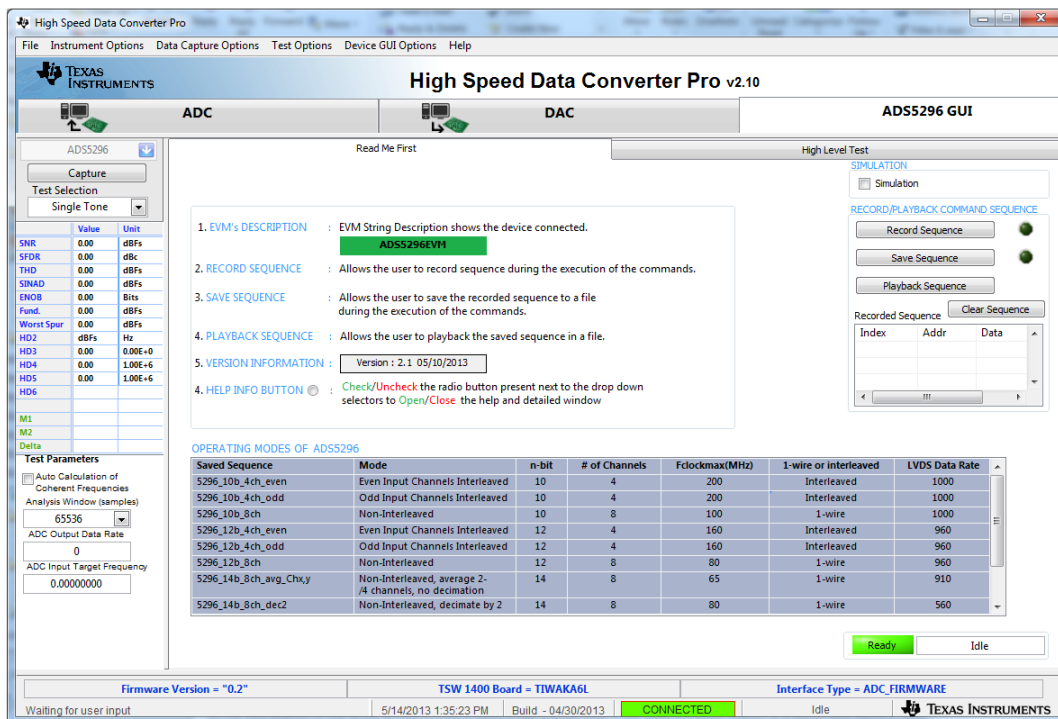 High Speed Data Converter Pro
File Instrument Options Data Capture Options Test Options Device GUI Options Help
TEXAS INSTRUMENTS
High Speed Data Converter Pro v2.10
ADC
DAC
ADS5296 GUI
ADS5296
Capture
Test Selection
Single Tone
Value Unit
SNR 0.00 dBFs
SFDR 0.00 dBc
THD 0.00 dBFs
SINAD 0.00 dBFs
ENOB 0.00 Bits
Fund. 0.00 dBFs
Worst Spur 0.00 dBFs
HD2 dBFs Hz
HD3 0.00 0.00E+0
HD4 0.00 1.00E+6
HD5 0.00 1.00E+6
HD6
M1
M2
Delta
Test Parameters
Auto Calculation of
Coherent Frequencies
Analysis Window (samples)
65536
ADC Output Data Rate
0
ADC Input Target Frequency
0.00000000
Read Me First
High Level Test
1. EVM's DESCRIPTION : EVM String Description shows the device connected.
ADS5296EVM
2. RECORD SEQUENCE : Allows the user to record sequence during the execution of the commands.
3. SAVE SEQUENCE : Allows the user to save the recorded sequence to a file
during the execution of the commands.
4. PLAYBACK SEQUENCE : Allows the user to playback the saved sequence in a file.
5. VERSION INFORMATION : Version : 2.1 05/10/2013
4. HELP INFO BUTTON : Check/Uncheck the radio button present next to the drop down
selectors to Open/Close the help and detailed window
SIMULATION
Simulation
RECORD/PLAYBACK COMMAND SEQUENCE
Record Sequence
Save Sequence
Playback Sequence
Recorded Sequence
Clear Sequence
Index Addr Data
OPERATING MODES OF ADS5296
Saved Sequence Mode n-bit # of Channels Fclockmax(MHz) 1-wire or interleaved LVDS Data Rate
5296_10b_4ch_even Even Input Channels Interleaved 10 4 200 Interleaved 1000
5296_10b_4ch_odd Odd Input Channels Interleaved 10 4 200 Interleaved 1000
5296_10b_8ch Non-Interleaved 10 8 100 1-wire 1000
5296_12b_4ch_even Even Input Channels Interleaved 12 4 160 Interleaved 960
5296_12b_4ch_odd Odd Input Channels Interleaved 12 4 160 Interleaved 960
5296_12b_8ch Non-Interleaved 12 8 80 1-wire 960
5296_14b_8ch_avg_Chx,y Non-Interleaved, average 2- 14 8 65 1-wire 910
/4 channels, no decimation
5296_14b_8ch_dec2 Non-Interleaved, decimate by 2 14 8 80 1-wire 560
Ready Idle
Firmware Version = "0.2" TSW 1400 Board = TIWAKA6L Interface Type = ADC_FIRMWARE
Waiting for user input 5/14/2013 1:35:23 PM Build - 04/30/2013 CONNECTED Idle TEXAS INSTRUMENTS